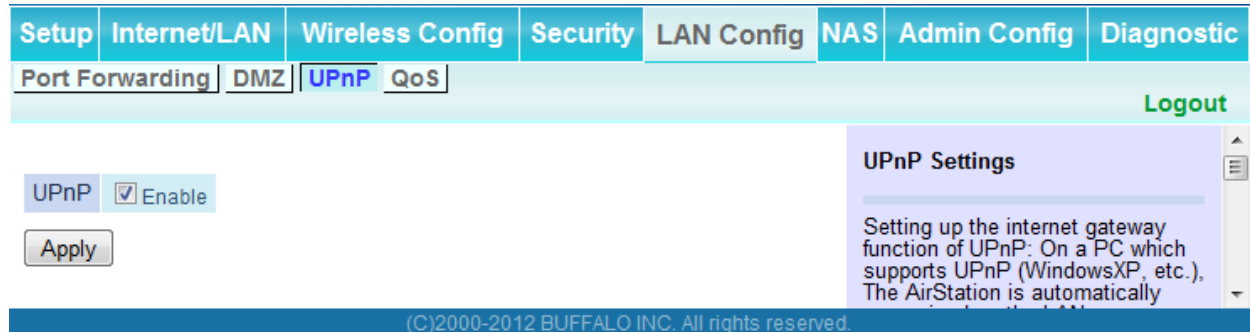 Setup Internet/LAN Wireless Config Security LAN Config NAS Admin Config Diagnostic
Port Forwarding DMZ UPnP QoS
Logout
UPnP Enable
Apply
UPnP Settings
Setting up the internet gateway
function of UPnP: On a PC which
supports UPnP (WindowsXP, etc.),
The AirStation is automatically
(C)2000-2012 BUFFALO INC. All rights reserved.